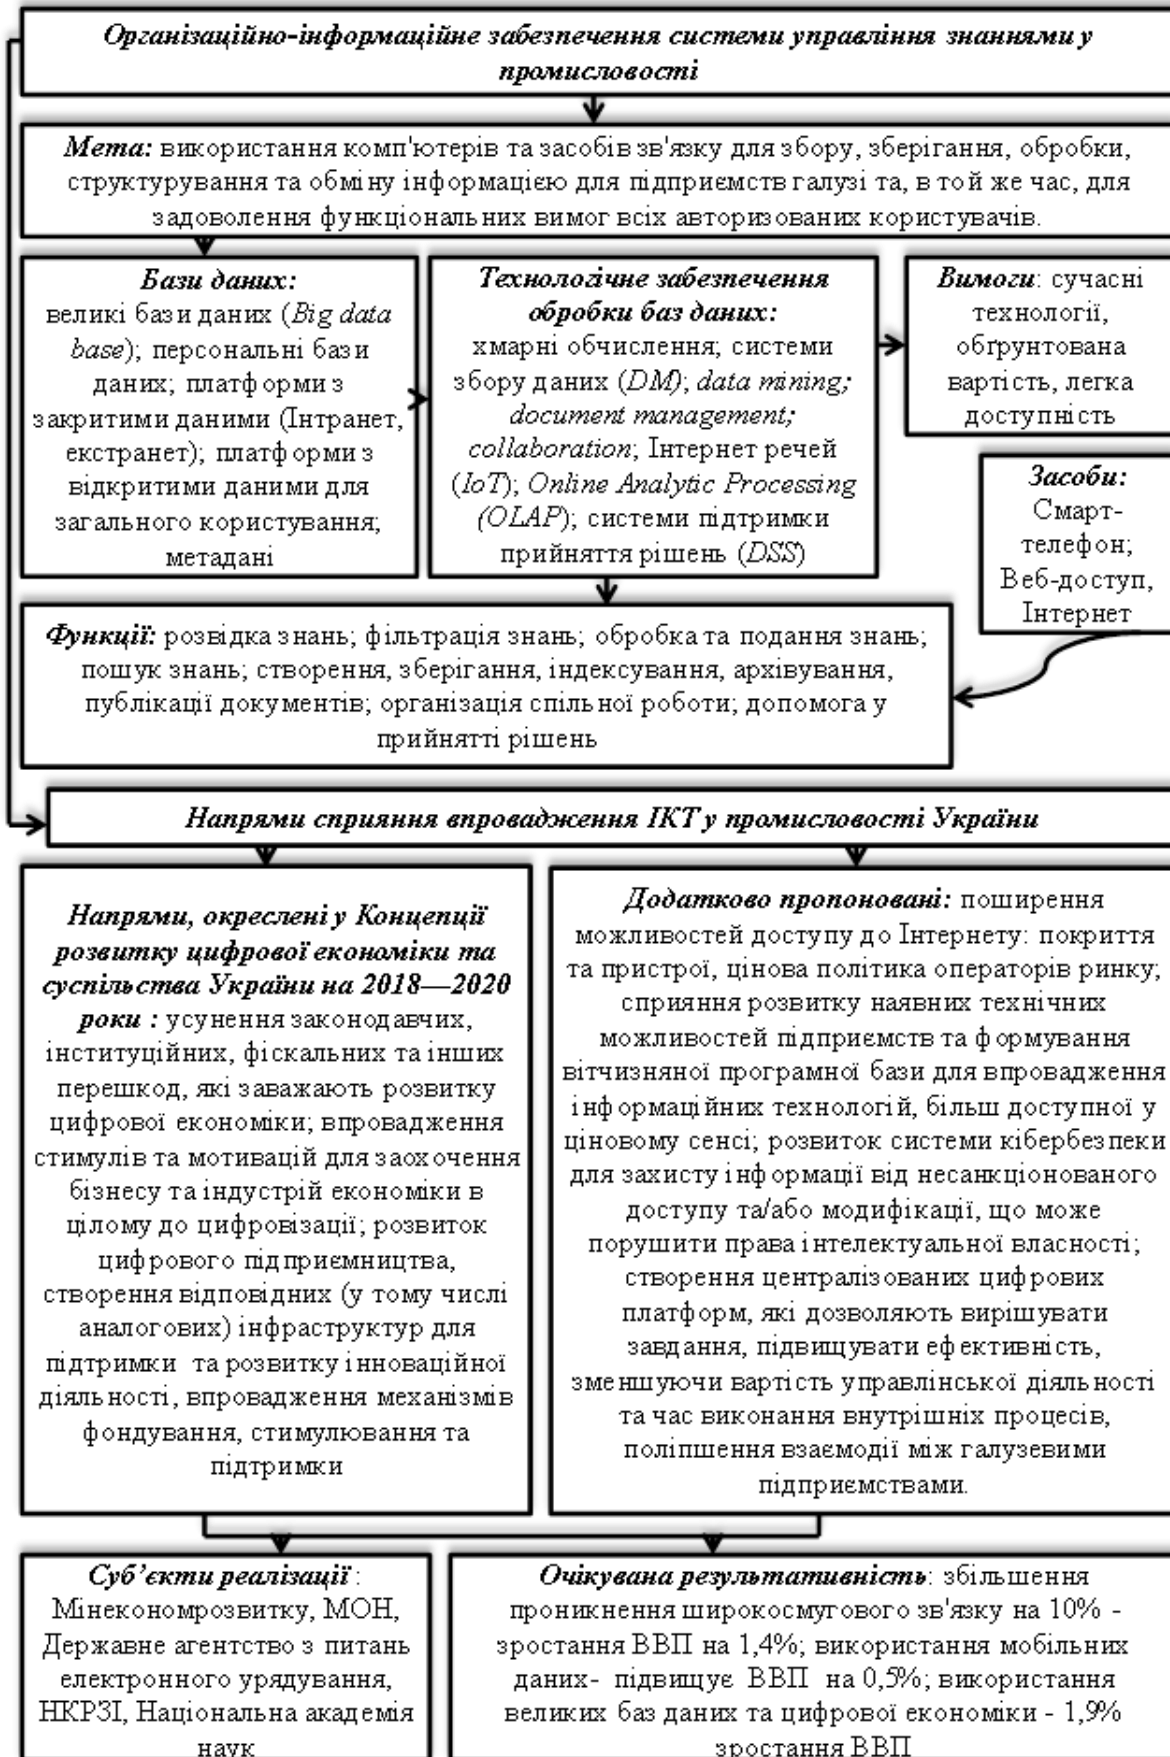 Організаційно-інформаційне забезпечення системи управління знаннями у
промисловості
Мета: використання комп'ютерів та засобів зв'язку для збору, зберігання, обробки,
структурування та обміну інформацією для підприємств галузі та, в той же час, для
задоволення функціональних вимог всіх авторизованих користувачів.
Бази даних:
великі бази даних (Big data
base); персональні бази
даних; платформи з
закритими даними (Інтранет,
екстранет); платформи з
відкритими даними для
загального користування;
метадані
Технологічне забезпечення
обробки баз даних:
хмарні обчислення; системи
збору даних (DM); data mining;
document management;
collaboration; Інтернет речей
(IoT); Online Analytic Processing
(OLAP); системи підтримки
прийняття рішень (DSS)
Вимоги: сучасні
технології,
обґрунтована
вартість, легка
доступність
Засоби:
Смарт-
телефон;
Веб-доступ,
Інтернет
Функції: розвідка знань; фільтрація знань; обробка та подання знань;
пошук знань; створення, зберігання, індексування, архівування,
публікації документів; організація спільної роботи; допомога у
прийнятті рішень
Напрями сприяння впровадження ІКТ у промисловості України
Напрями, окреслені у Концепції
розвитку цифрової економіки та
суспільства України на 2018—2020
роки : усунення законодавчих,
інституційних, фіскальних та інших
перешкод, які заважають розвитку
цифрової економіки; впровадження
стимулів та мотивацій для заохочення
бізнесу та індустрій економіки в
цілому до цифровізації; розвиток
цифрового підприємництва,
створення відповідних (у тому числі
аналогових) інфраструктур для
підтримки та розвитку інноваційної
діяльності, впровадження механізмів
фондування, стимулювання та
підтримки
Додатково пропоновані: поширення
можливостей доступу до Інтернету: покриття
та пристрої, цінова політика операторів ринку;
сприяння розвитку наявних технічних
можливостей підприємств та формування
вітчизняної програмної бази для впровадження
інформаційних технологій, більш доступної у
ціновому сенсі; розвиток системи кібербезпеки
для захисту інформації від несанкціонованого
доступу та/або модифікації, що може
порушити права інтелектуальної власності;
створення централізованих цифрових
платформ, які дозволяють вирішувати
завдання, підвищувати ефективність,
зменшуючи вартість управлінської діяльності
та час виконання внутрішніх процесів,
поліпшення взаємодії між галузевими
підприємствами.
Суб’єкти реалізації :
Мінекономрозвитку, МОН,
Державне агентство з питань
електронного урядування,
НКРЗІ, Національна академія
наук
Очікувана результативність: збільшення
проникнення широкосмугового зв'язку на 10% -
зростання ВВП на 1,4%; використання мобільних
даних- підвищує ВВП на 0,5%; використання
великих баз даних та цифрової економіки - 1,9%
зростання ВВП